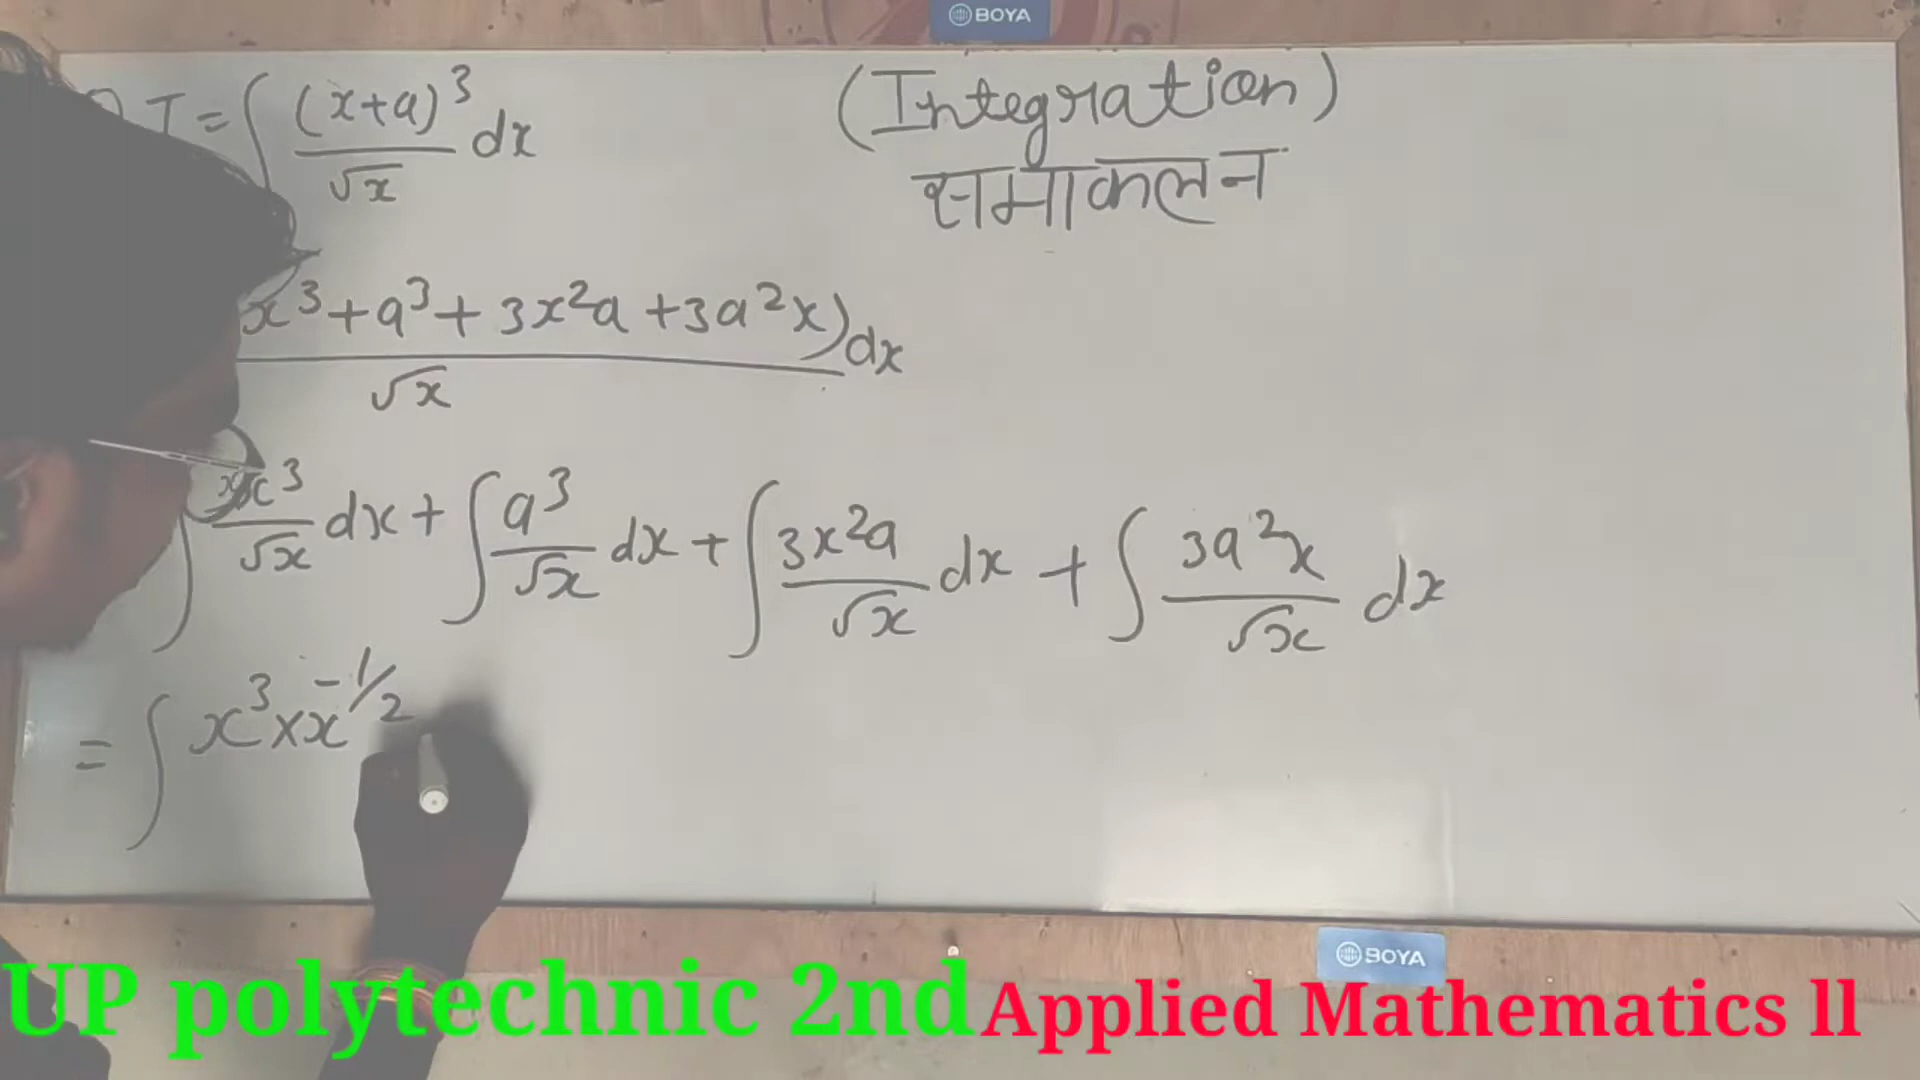 BOYA
I = ∫ (x+a)³/√x dx
(Integration)
समाकलन
x³ + a³ + 3x²a + 3a²x) dx
√x
∫ x³/√x dx + ∫ a³/√x dx + ∫ 3x²a/√x dx + ∫ 3a²x/√x dx
= ∫ x³ × x^-1/2
BOYA
UP polytechnic 2nd Applied Mathematics ll